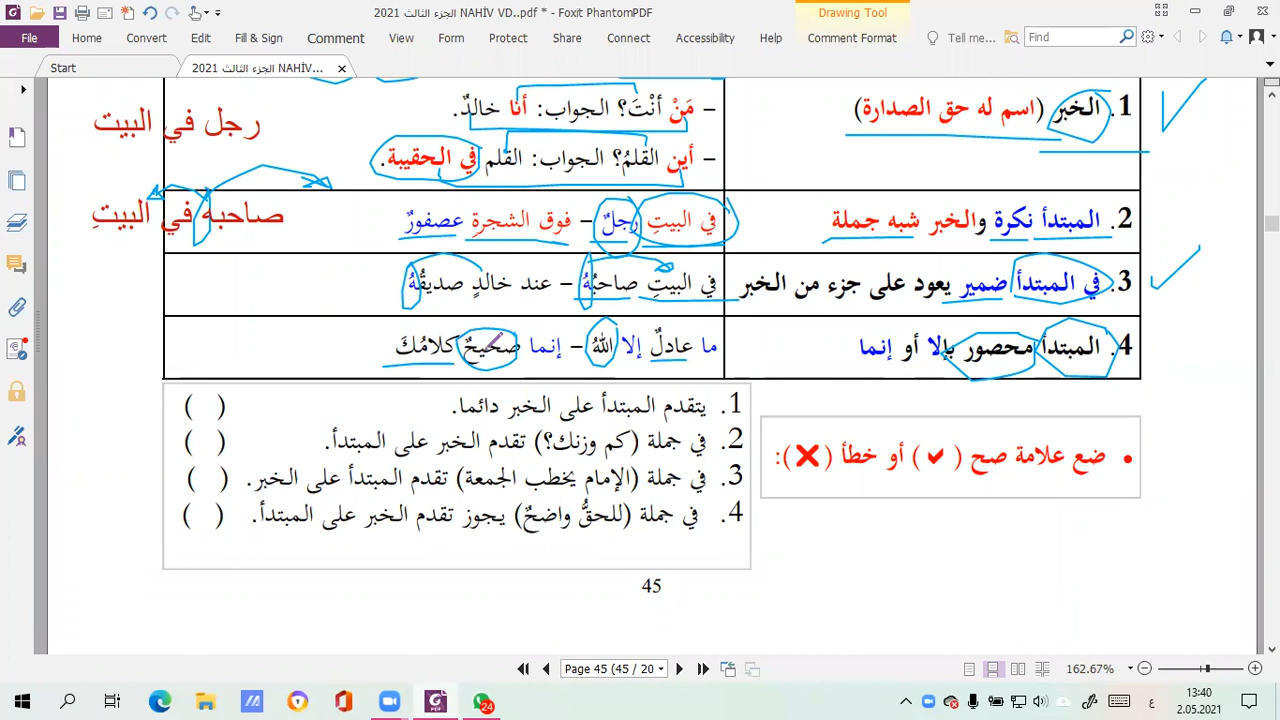 الجزء الثالث 2021 NAHİV VD..pdf * - Foxit PhantomPDF
Drawing Tool
File Home Convert Edit Fill & Sign Comment View Form Protect Share Connect Accessibility Help Comment Format Tell me... Find
Start
الجزء الثالث 2021 NAHİV VD...
1. الخبر (اسم له حق الصدارة)
– مَنْ أنْتَ؟ الجواب: أنا خالدٌ.
– أين القلمُ؟ الجواب: القلم في الحقيبة.
رجل في البيت
2. المبتدأ نكرة والخبر شبه جملة
في البيتِ رجلٌ – فوق الشجرةِ عصفورٌ
صاحبه في البيتِ
3. في المبتدأ ضمير يعود على جزء من الخبر
في البيتِ صاحبُهُ – عند خالدٍ صديقُهُ
4. المبتدأ محصور بإلا أو إنما
ما عادلٌ إلا اللهُ – إنما صحيحٌ كلامُكَ
• ضع علامة صح (✔) أو خطأ (✖):
1. يتقدم المبتدأ على الخبر دائما. ( )
2. في جملة (كم وزنك؟) تقدم الخبر على المبتدأ. ( )
3. في جملة (الإمام يخطب الجمعة) تقدم المبتدأ على الخبر. ( )
4. في جملة (للحقُّ واضحٌ) يجوز تقدم الخبر على المبتدأ. ( )
45
Page 45 (45 / 20
162.67%
24
ع
13:40
2.05.2021